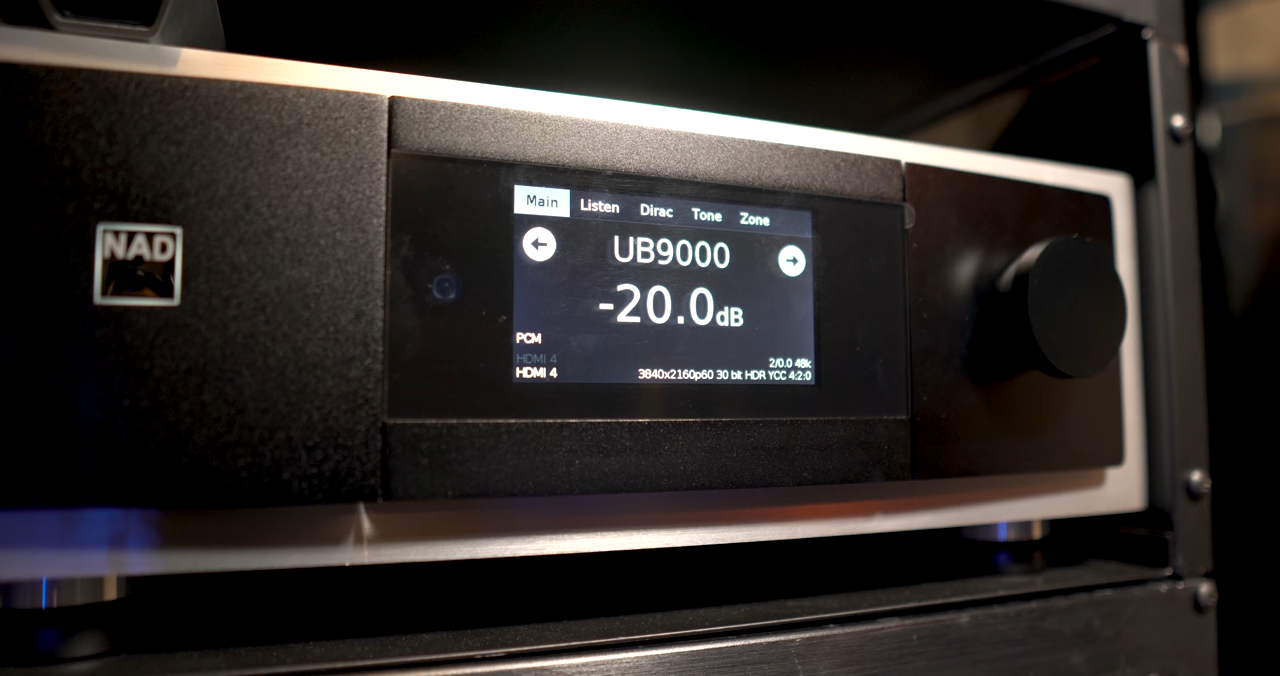 NAD
Main Listen Dirac Tone Zone
UB9000
-20.0dB
PCM
HDMI 4
2/0.0 48k
HDMI 4
3840x2160p60 30 bit HDR YCC 4:2:0